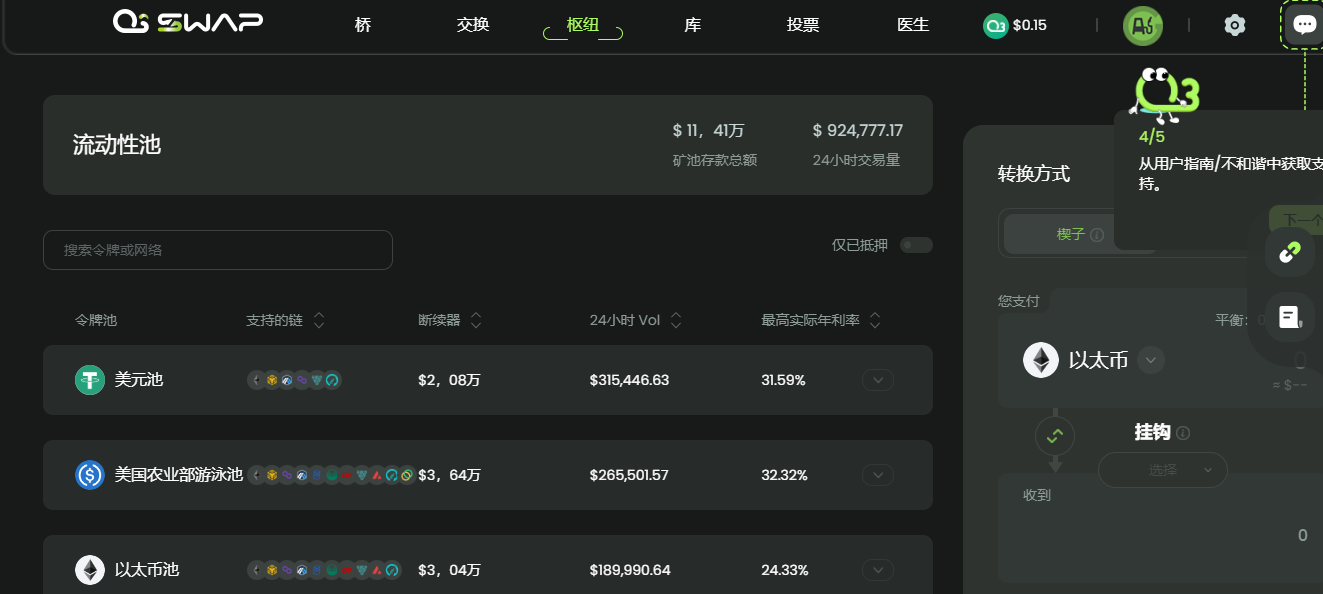 O3 SWAP
桥
交换
枢纽
库
投票
医生
$0.15
4/5
从用户指南/不和谐中获取支
持。
下一个
流动性池
$ 11，41万
矿池存款总额
$ 924,777.17
24小时交易量
搜索令牌或网络
仅已抵押
令牌池
支持的链
断续器
24小时 Vol
最高实际年利率
美元池
$2，08万
$315,446.63
31.59%
美国农业部游泳池
$3，64万
$265,501.57
32.32%
以太币池
$3，04万
$189,990.64
24.33%
转换方式
楔子
您支付
平衡：0
以太币
0
≈ $--
挂钩
选择
收到
0